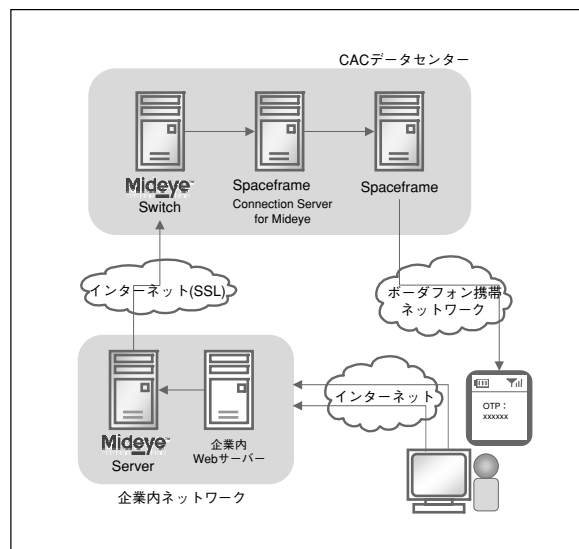 CACデータセンター
Mideye™
Switch
Spaceframe
Connection Server
for Mideye
Spaceframe
インターネット(SSL)
ボーダフォン携帯
ネットワーク
インターネット
OTP：
xxxxxx
Mideye™
Server
企業内
Webサーバー
企業内ネットワーク